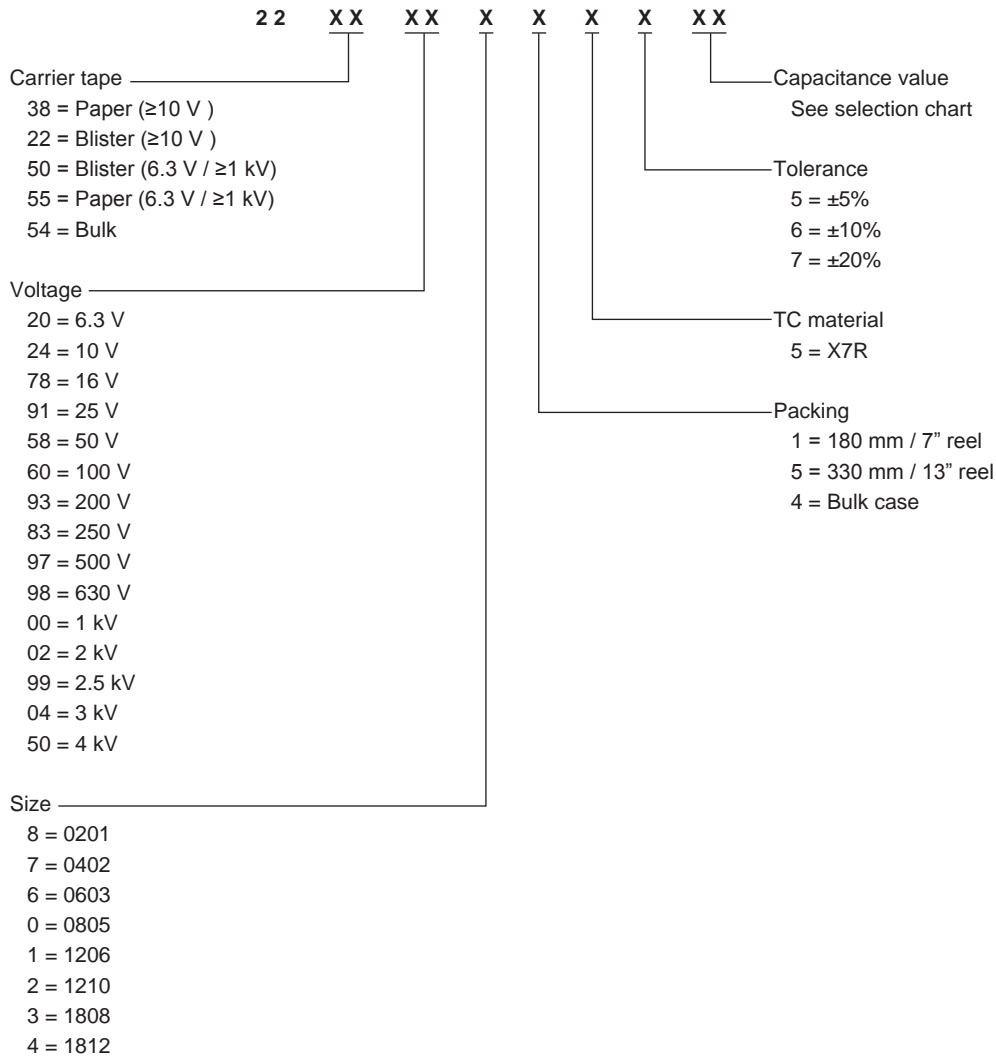 2 2 X X X X X X X X X X
Carrier tape
38 = Paper (≥10 V )
22 = Blister (≥10 V )
50 = Blister (6.3 V / ≥1 kV)
55 = Paper (6.3 V / ≥1 kV)
54 = Bulk
Voltage
20 = 6.3 V
24 = 10 V
78 = 16 V
91 = 25 V
58 = 50 V
60 = 100 V
93 = 200 V
83 = 250 V
97 = 500 V
98 = 630 V
00 = 1 kV
02 = 2 kV
99 = 2.5 kV
04 = 3 kV
50 = 4 kV
Size
8 = 0201
7 = 0402
6 = 0603
0 = 0805
1 = 1206
2 = 1210
3 = 1808
4 = 1812
Capacitance value
See selection chart
Tolerance
5 = ±5%
6 = ±10%
7 = ±20%
TC material
5 = X7R
Packing
1 = 180 mm / 7” reel
5 = 330 mm / 13” reel
4 = Bulk case